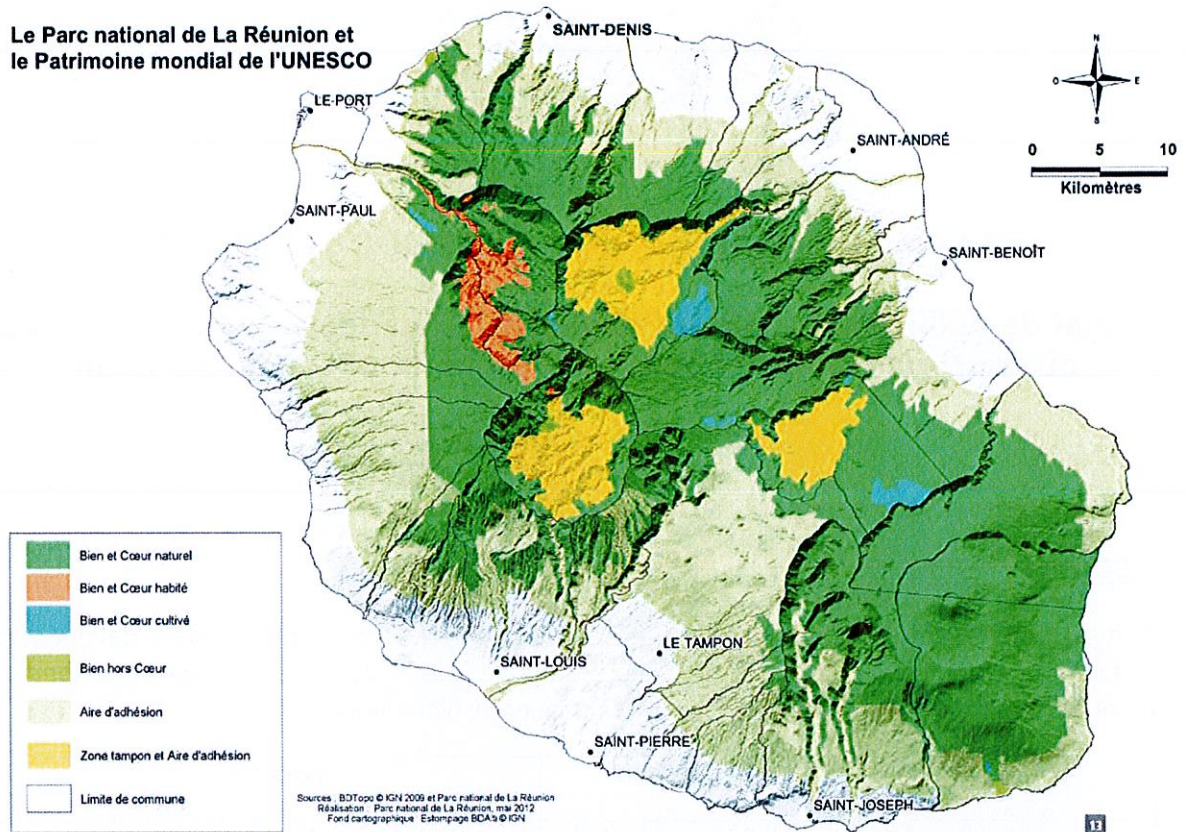 Le Parc national de La Réunion et
le Patrimoine mondial de l'UNESCO
SAINT-DENIS
LE-PORT
N
O
E
S
SAINT-ANDRÉ
0 5 10
Kilomètres
SAINT-PAUL
SAINT-BENOÎT
Bien et Cœur naturel
Bien et Cœur habité
Bien et Cœur cultivé
Bien hors Cœur
Aire d'adhésion
Zone tampon et Aire d'adhésion
Limite de commune
LE TAMPON
SAINT-LOUIS
SAINT-PIERRE
SAINT-JOSEPH
Sources : BDTopo © IGN 2009 et Parc national de La Réunion
Réalisation : Parc national de La Réunion, mai 2012
Fond cartographique : Estompage BDAlti © IGN
13